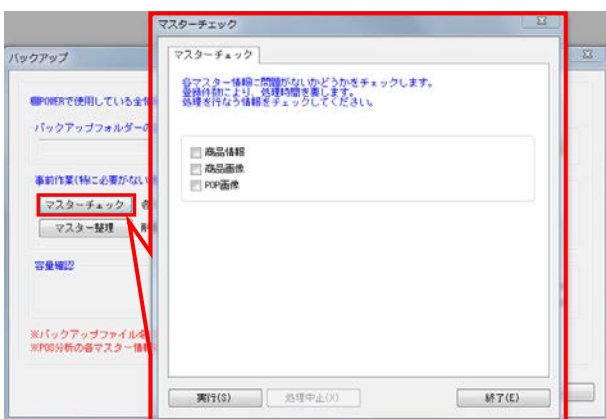 マスターチェック
マスターチェック
各マスター情報に問題がないかどうかをチェックします。
登録件数により、処理時間を要します。
処理を行なう情報をチェックしてください。
商品情報
商品画像
POP画像
実行(S)
処理中止(X)
終了(E)
バックアップ
棚POWERで使用している全情
バックアップフォルダーの
事前作業(特に必要がない
マスターチェック
各
マスター整理
削
容量確認
※バックアップファイル名
※POS分析の各マスター情報